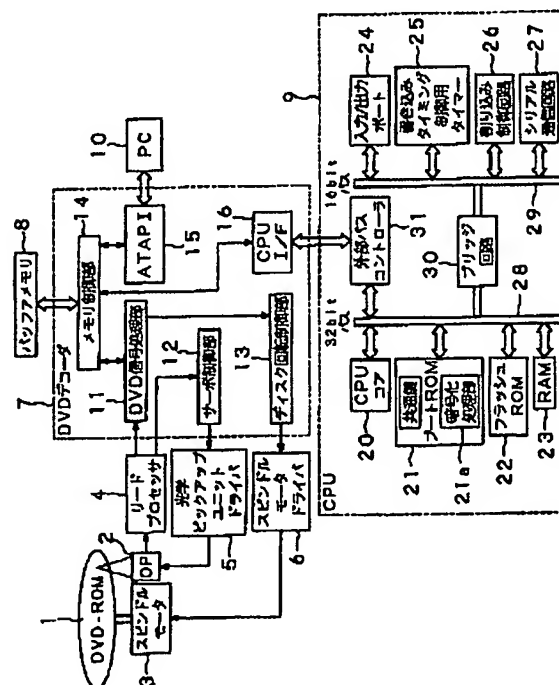 1
DVD-ROM
2
OP
スピンドル
モータ
3
4
リード
プロセッサ
光学
ピックアップ
ユニット
ドライバ
5
スピンドル
モータ
ドライバ
6
7
DVDデコーダ
バッファメモリ
8
メモリ制御部
14
11
DVD信号処理部
12
サーボ制御部
13
ディスク回転制御部
ATAPI
15
PC
10
CPU
I/F
16
CPU
9
外部バス
コントローラ
31
32bit
バス
16bit
バス
CPU
コア
20
ブートROM
共通鍵
暗号化
処理部
21
21a
フラッシュ
ROM
22
RAM
23
28
ブリッジ
回路
30
29
入力/出力
ポート
24
書き込み
タイミング
制御用
タイマー
25
割り込み
制御回路
26
シリアル
通信回路
27